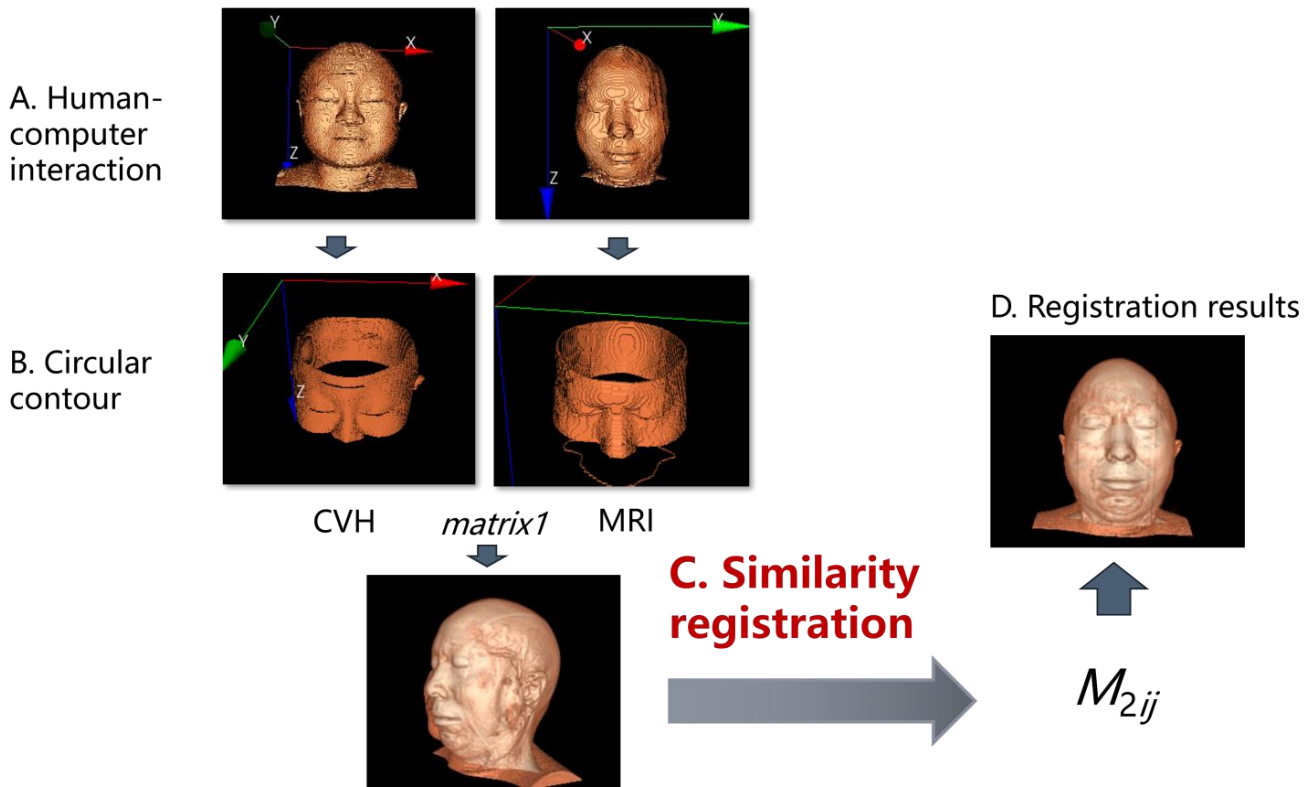 A. Human-
computer
interaction
Y
X
Z
Y
X
Z
B. Circular
contour
X
Y
Z
CVH
matrix1
MRI
C. Similarity
registration
D. Registration results
M2ij